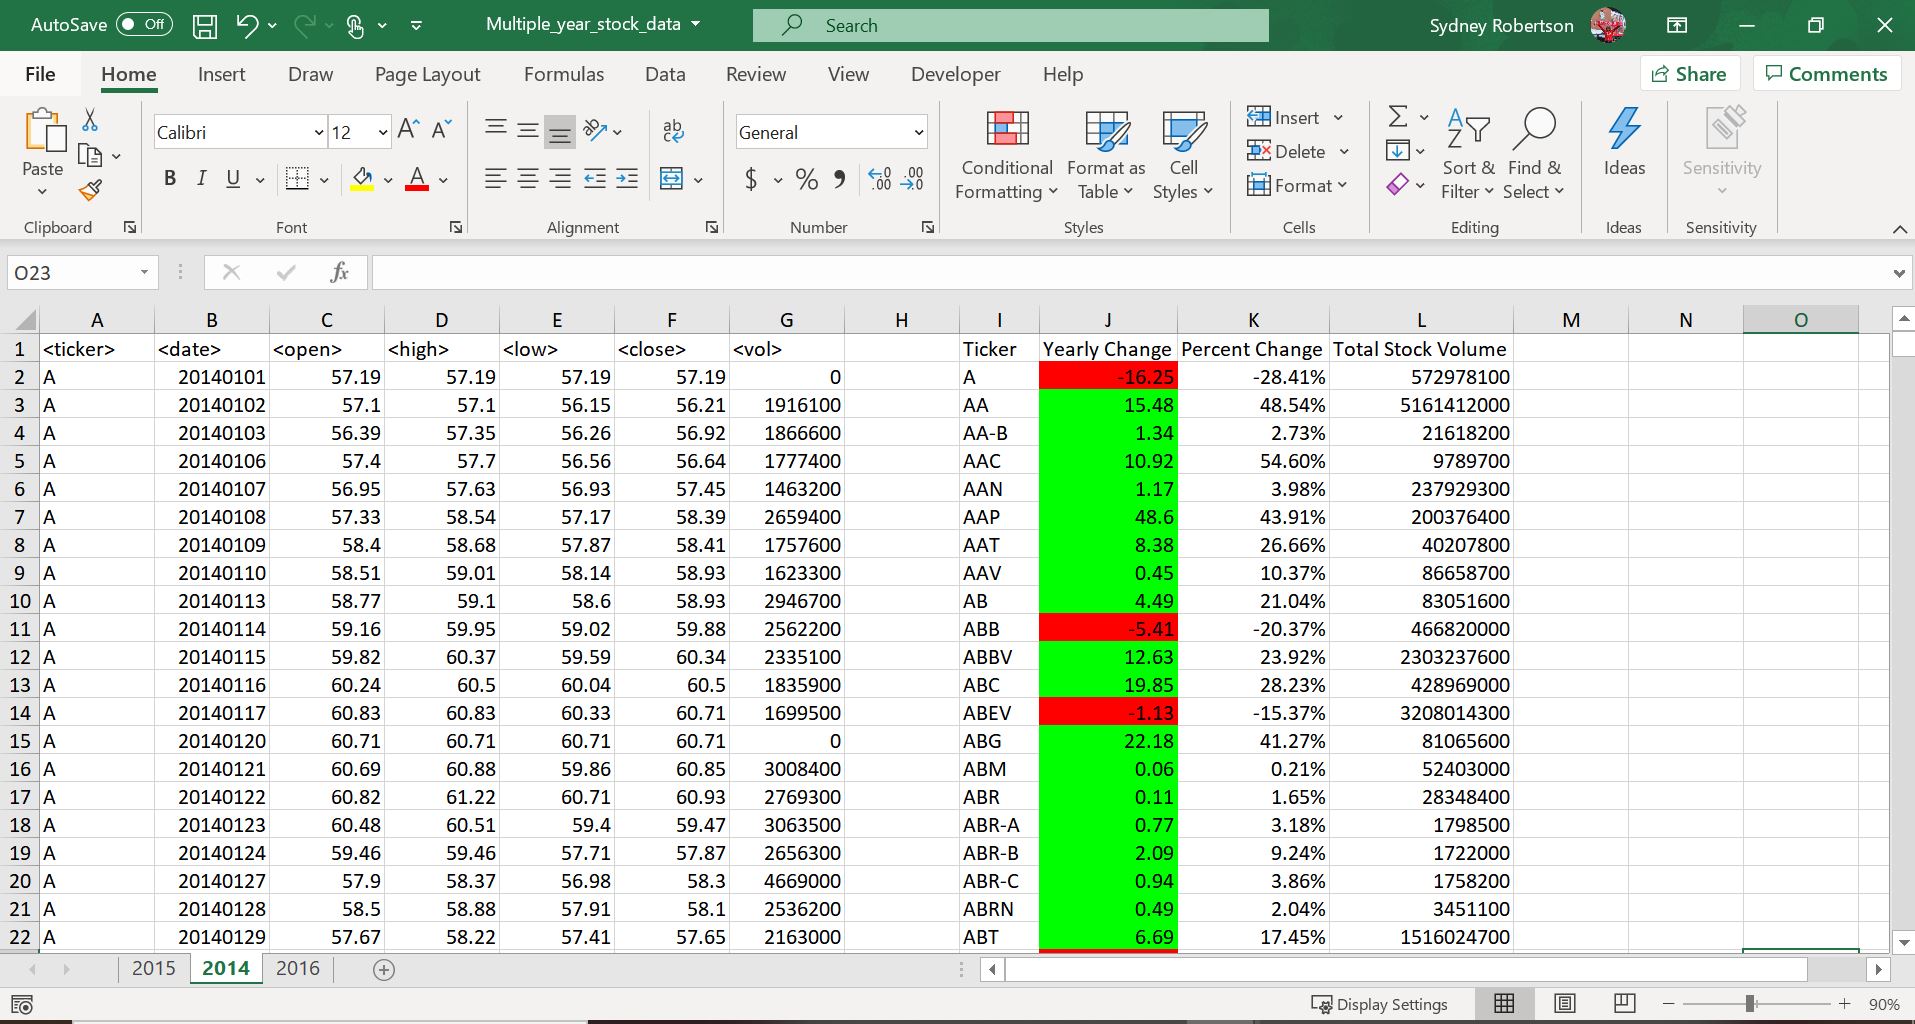 AutoSave Off Multiple_year_stock_data Search Sydney Robertson
File Home Insert Draw Page Layout Formulas Data Review View Developer Help Share Comments
Paste
Clipboard
Calibri 12
B I U A
Font
ab
Alignment
General
$ % 9 .00 .00
Number
Conditional Formatting
Format as Table
Cell Styles
Styles
Insert
Delete
Format
Cells
Sort & Filter
Find & Select
Editing
Ideas
Ideas
Sensitivity
Sensitivity
O23 fx
A B C D E F G H I J K L M N O
1 <ticker> <date> <open> <high> <low> <close> <vol> Ticker Yearly Change Percent Change Total Stock Volume
2 A 20140101 57.19 57.19 57.19 57.19 0 A -16.25 -28.41% 572978100
3 A 20140102 57.1 57.1 56.15 56.21 1916100 AA 15.48 48.54% 5161412000
4 A 20140103 56.39 57.35 56.26 56.92 1866600 AA-B 1.34 2.73% 21618200
5 A 20140106 57.4 57.7 56.56 56.64 1777400 AAC 10.92 54.60% 9789700
6 A 20140107 56.95 57.63 56.93 57.45 1463200 AAN 1.17 3.98% 237929300
7 A 20140108 57.33 58.54 57.17 58.39 2659400 AAP 48.6 43.91% 200376400
8 A 20140109 58.4 58.68 57.87 58.41 1757600 AAT 8.38 26.66% 40207800
9 A 20140110 58.51 59.01 58.14 58.93 1623300 AAV 0.45 10.37% 86658700
10 A 20140113 58.77 59.1 58.6 58.93 2946700 AB 4.49 21.04% 83051600
11 A 20140114 59.16 59.95 59.02 59.88 2562200 ABB -5.41 -20.37% 466820000
12 A 20140115 59.82 60.37 59.59 60.34 2335100 ABBV 12.63 23.92% 2303237600
13 A 20140116 60.24 60.5 60.04 60.5 1835900 ABC 19.85 28.23% 428969000
14 A 20140117 60.83 60.83 60.33 60.71 1699500 ABEV -1.13 -15.37% 3208014300
15 A 20140120 60.71 60.71 60.71 60.71 0 ABG 22.18 41.27% 81065600
16 A 20140121 60.69 60.88 59.86 60.85 3008400 ABM 0.06 0.21% 52403000
17 A 20140122 60.82 61.22 60.71 60.93 2769300 ABR 0.11 1.65% 28348400
18 A 20140123 60.48 60.51 59.4 59.47 3063500 ABR-A 0.77 3.18% 1798500
19 A 20140124 59.46 59.46 57.71 57.87 2656300 ABR-B 2.09 9.24% 1722000
20 A 20140127 57.9 58.37 56.98 58.3 4669000 ABR-C 0.94 3.86% 1758200
21 A 20140128 58.5 58.88 57.91 58.1 2536200 ABRN 0.49 2.04% 3451100
22 A 20140129 57.67 58.22 57.41 57.65 2163000 ABT 6.69 17.45% 1516024700
2015 2014 2016
Display Settings 90%